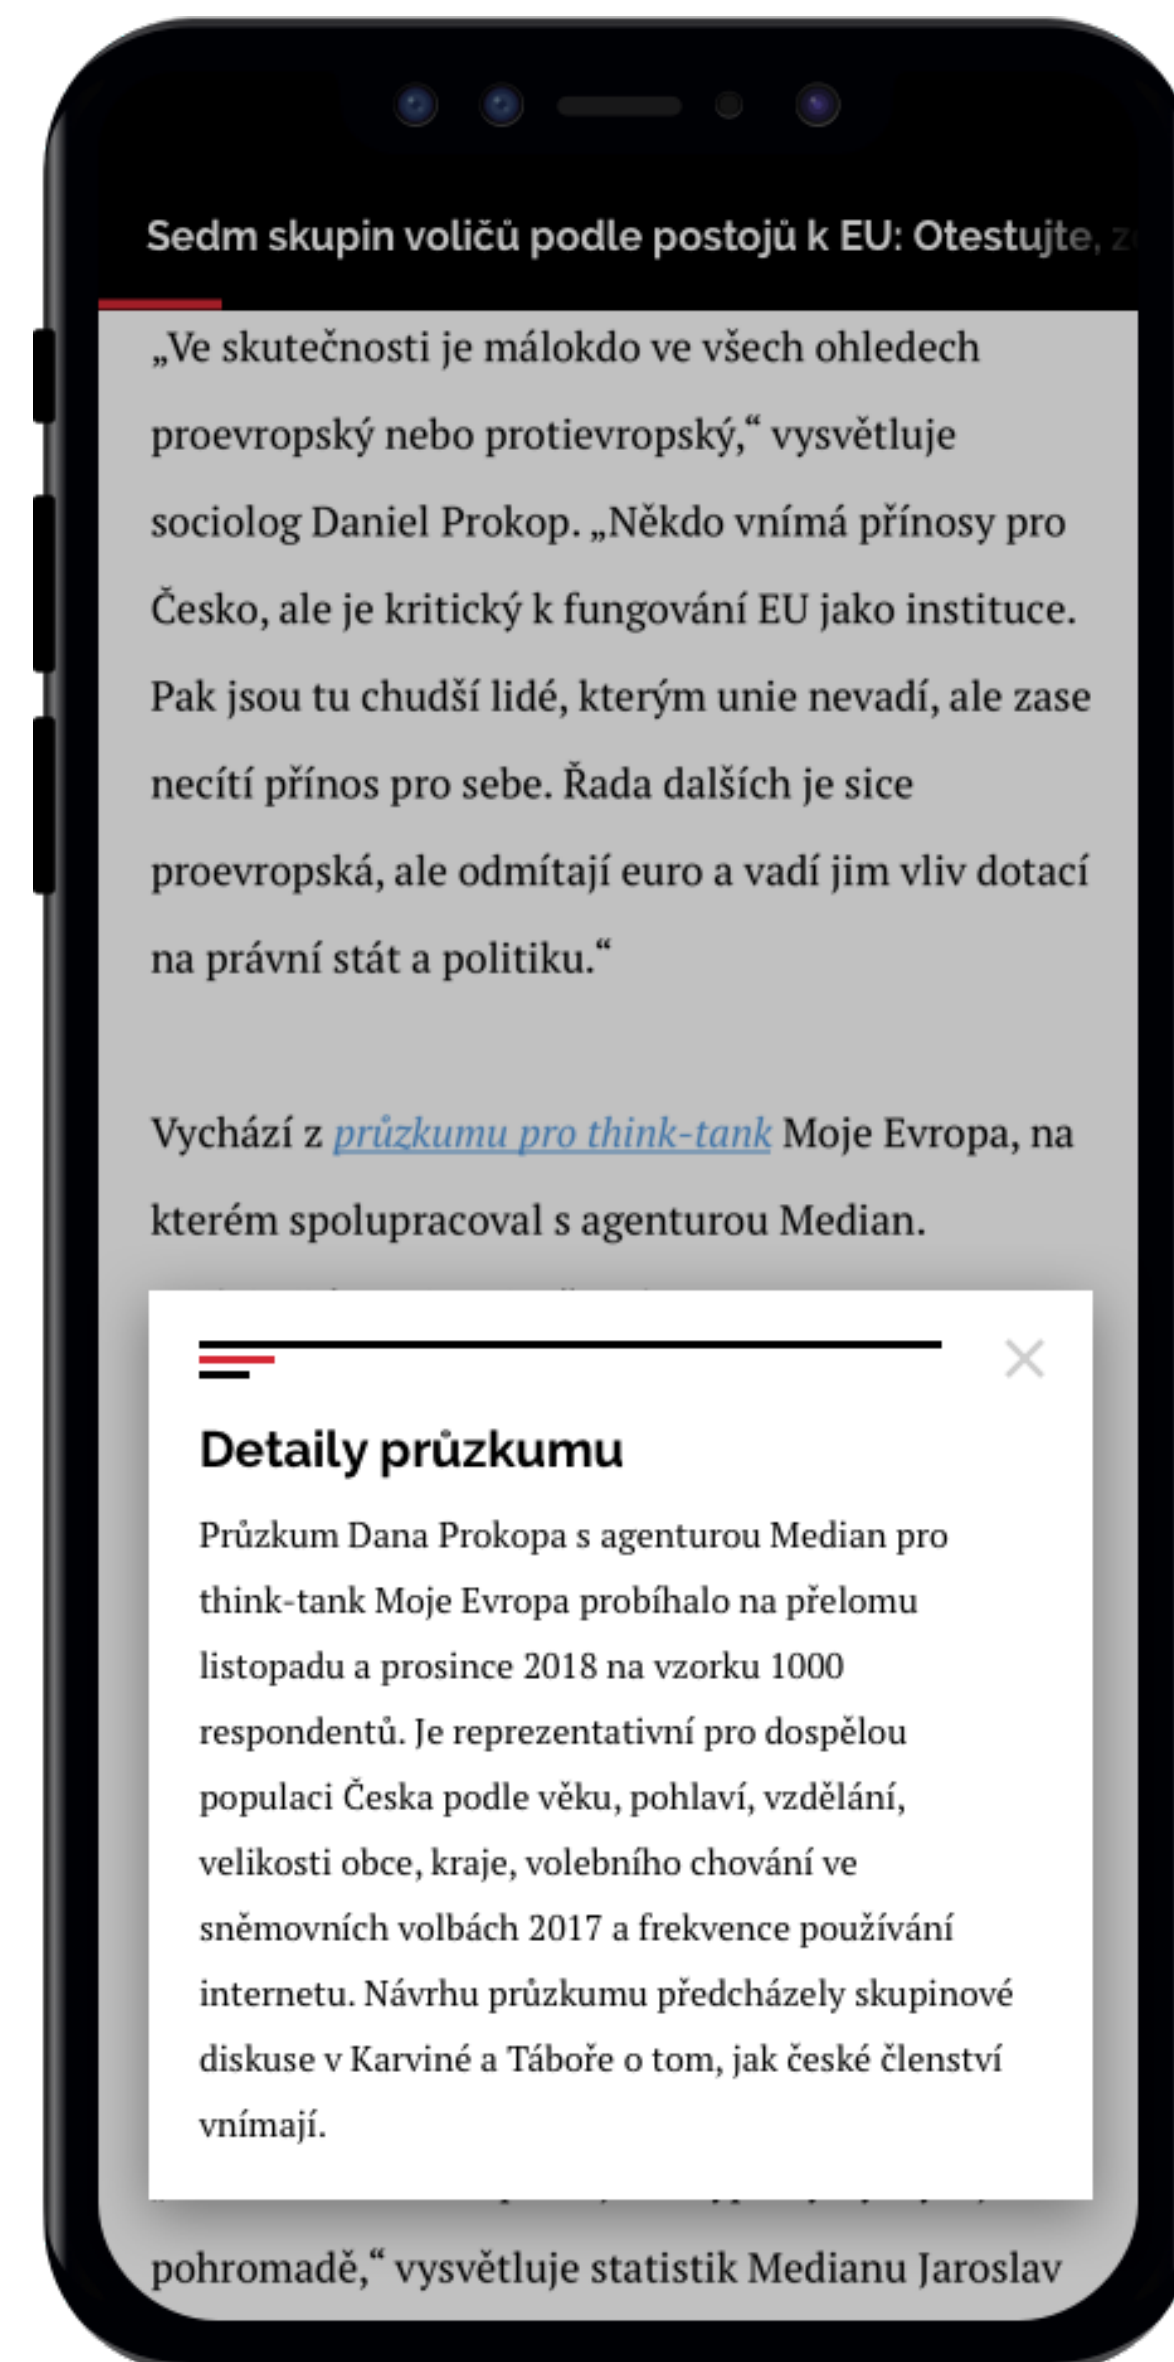 Sedm skupin voličů podle postojů k EU: Otestujte,
„Ve skutečnosti je málokdo ve všech ohledech
proevropský nebo protievropský,“ vysvětluje
sociolog Daniel Prokop. „Někdo vnímá přínosy pro
Česko, ale je kritický k fungování EU jako instituce.
Pak jsou tu chudší lidé, kterým unie nevadí, ale zase
necítí přínos pro sebe. Řada dalších je sice
proevropská, ale odmítají euro a vadí jim vliv dotací
na právní stát a politiku.“
Vychází z průzkumu pro think-tank Moje Evropa, na
kterém spolupracoval s agenturou Median.
Detaily průzkumu
Průzkum Dana Prokopa s agenturou Median pro
think-tank Moje Evropa probíhalo na přelomu
listopadu a prosince 2018 na vzorku 1000
respondentů. Je reprezentativní pro dospělou
populaci Česka podle věku, pohlaví, vzdělání,
velikosti obce, kraje, volebního chování ve
sněmovních volbách 2017 a frekvence používání
internetu. Návrhu průzkumu předcházely skupinové
diskuse v Karviné a Táboře o tom, jak české členství
vnímají.
pohromadě,“ vysvětluje statistik Medianu Jaroslav